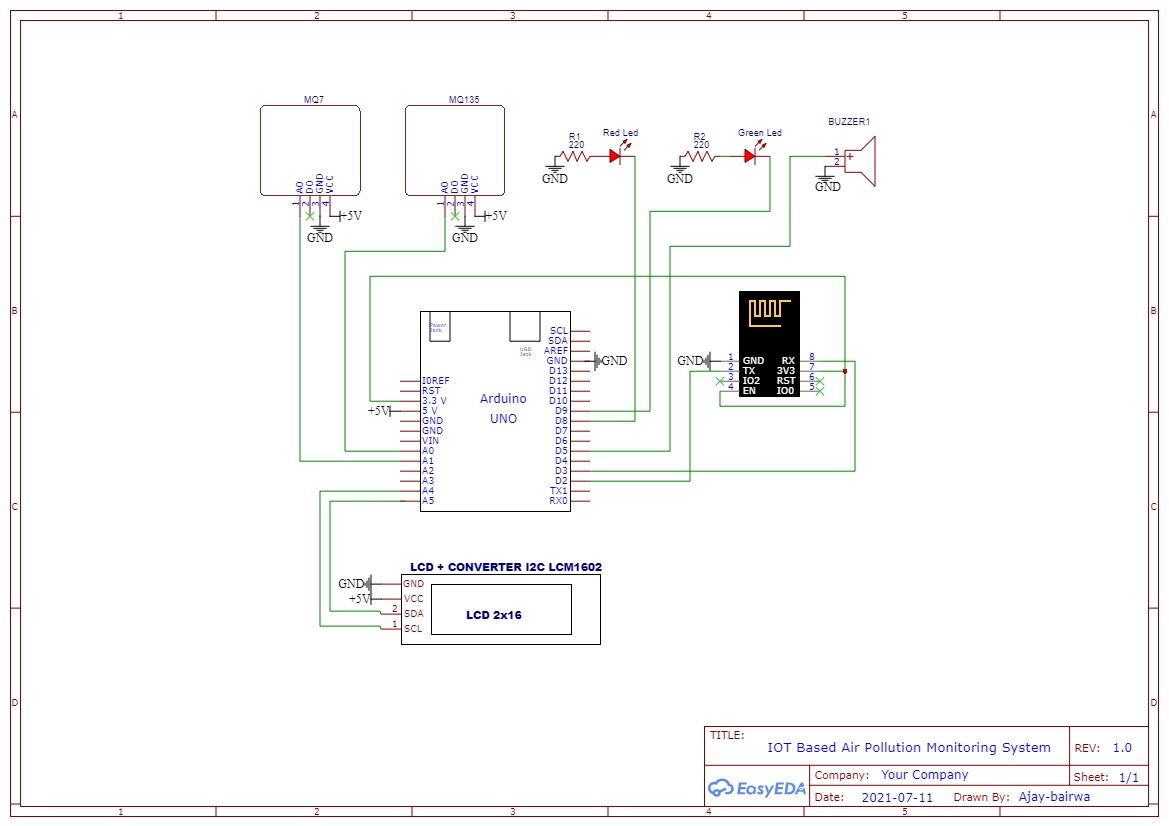 1 2 3 4 5
A A
B B
C C
D D
MQ7
AO
DO
GND
VCC
1
2
3
4
+5V
GND
MQ135
AO
DO
GND
VCC
1
2
3
4
+5V
GND
R1
220
Red Led
GND
R2
220
Green Led
GND
BUZZER1
1
2
+
GND
Power
Jack
USB
Jack
Arduino
UNO
IOREF
RST
3.3 V
5 V
GND
GND
VIN
A0
A1
A2
A3
A4
A5
+5V
SCL
SDA
AREF
GND
D13
D12
D11
D10
D9
D8
D7
D6
D5
D4
D3
D2
TX1
RX0
GND
GND
1 GND RX 8
2 TX 3V3 7
3 IO2 RST 6
4 EN IO0 5
LCD + CONVERTER I2C LCM1602
GND GND
+5V VCC
2 SDA
1 SCL
LCD 2x16
TITLE:
IOT Based Air Pollution Monitoring System
REV: 1.0
EasyEDA
Company: Your Company
Sheet: 1/1
Date: 2021-07-11 Drawn By: Ajay-bairwa
1 2 3 4 5